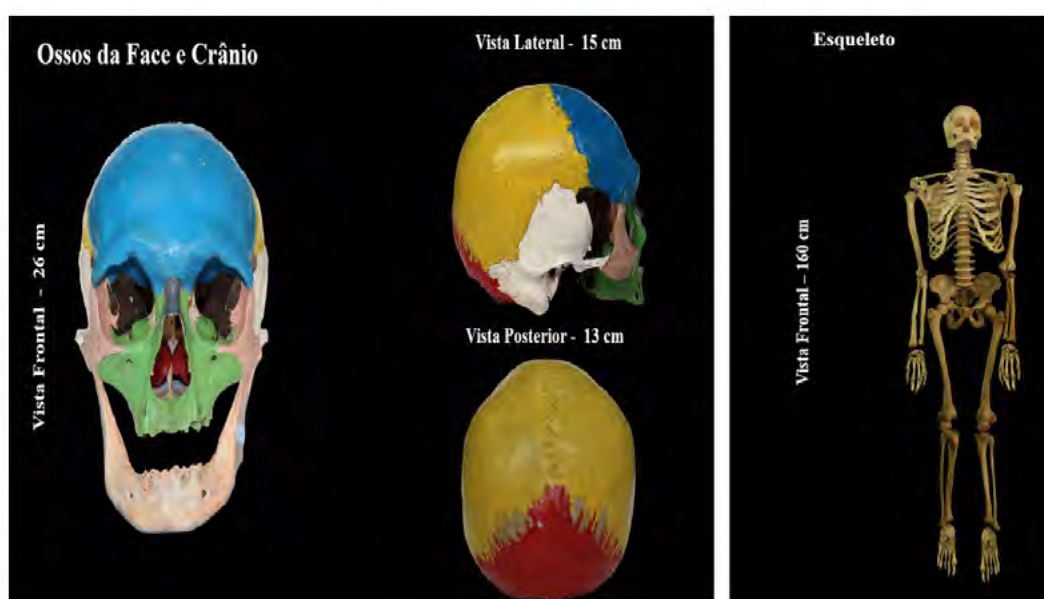 Ossos da Face e Crânio
Vista Frontal - 26 cm
Vista Lateral - 15 cm
Vista Posterior - 13 cm
Esqueleto
Vista Frontal – 160 cm